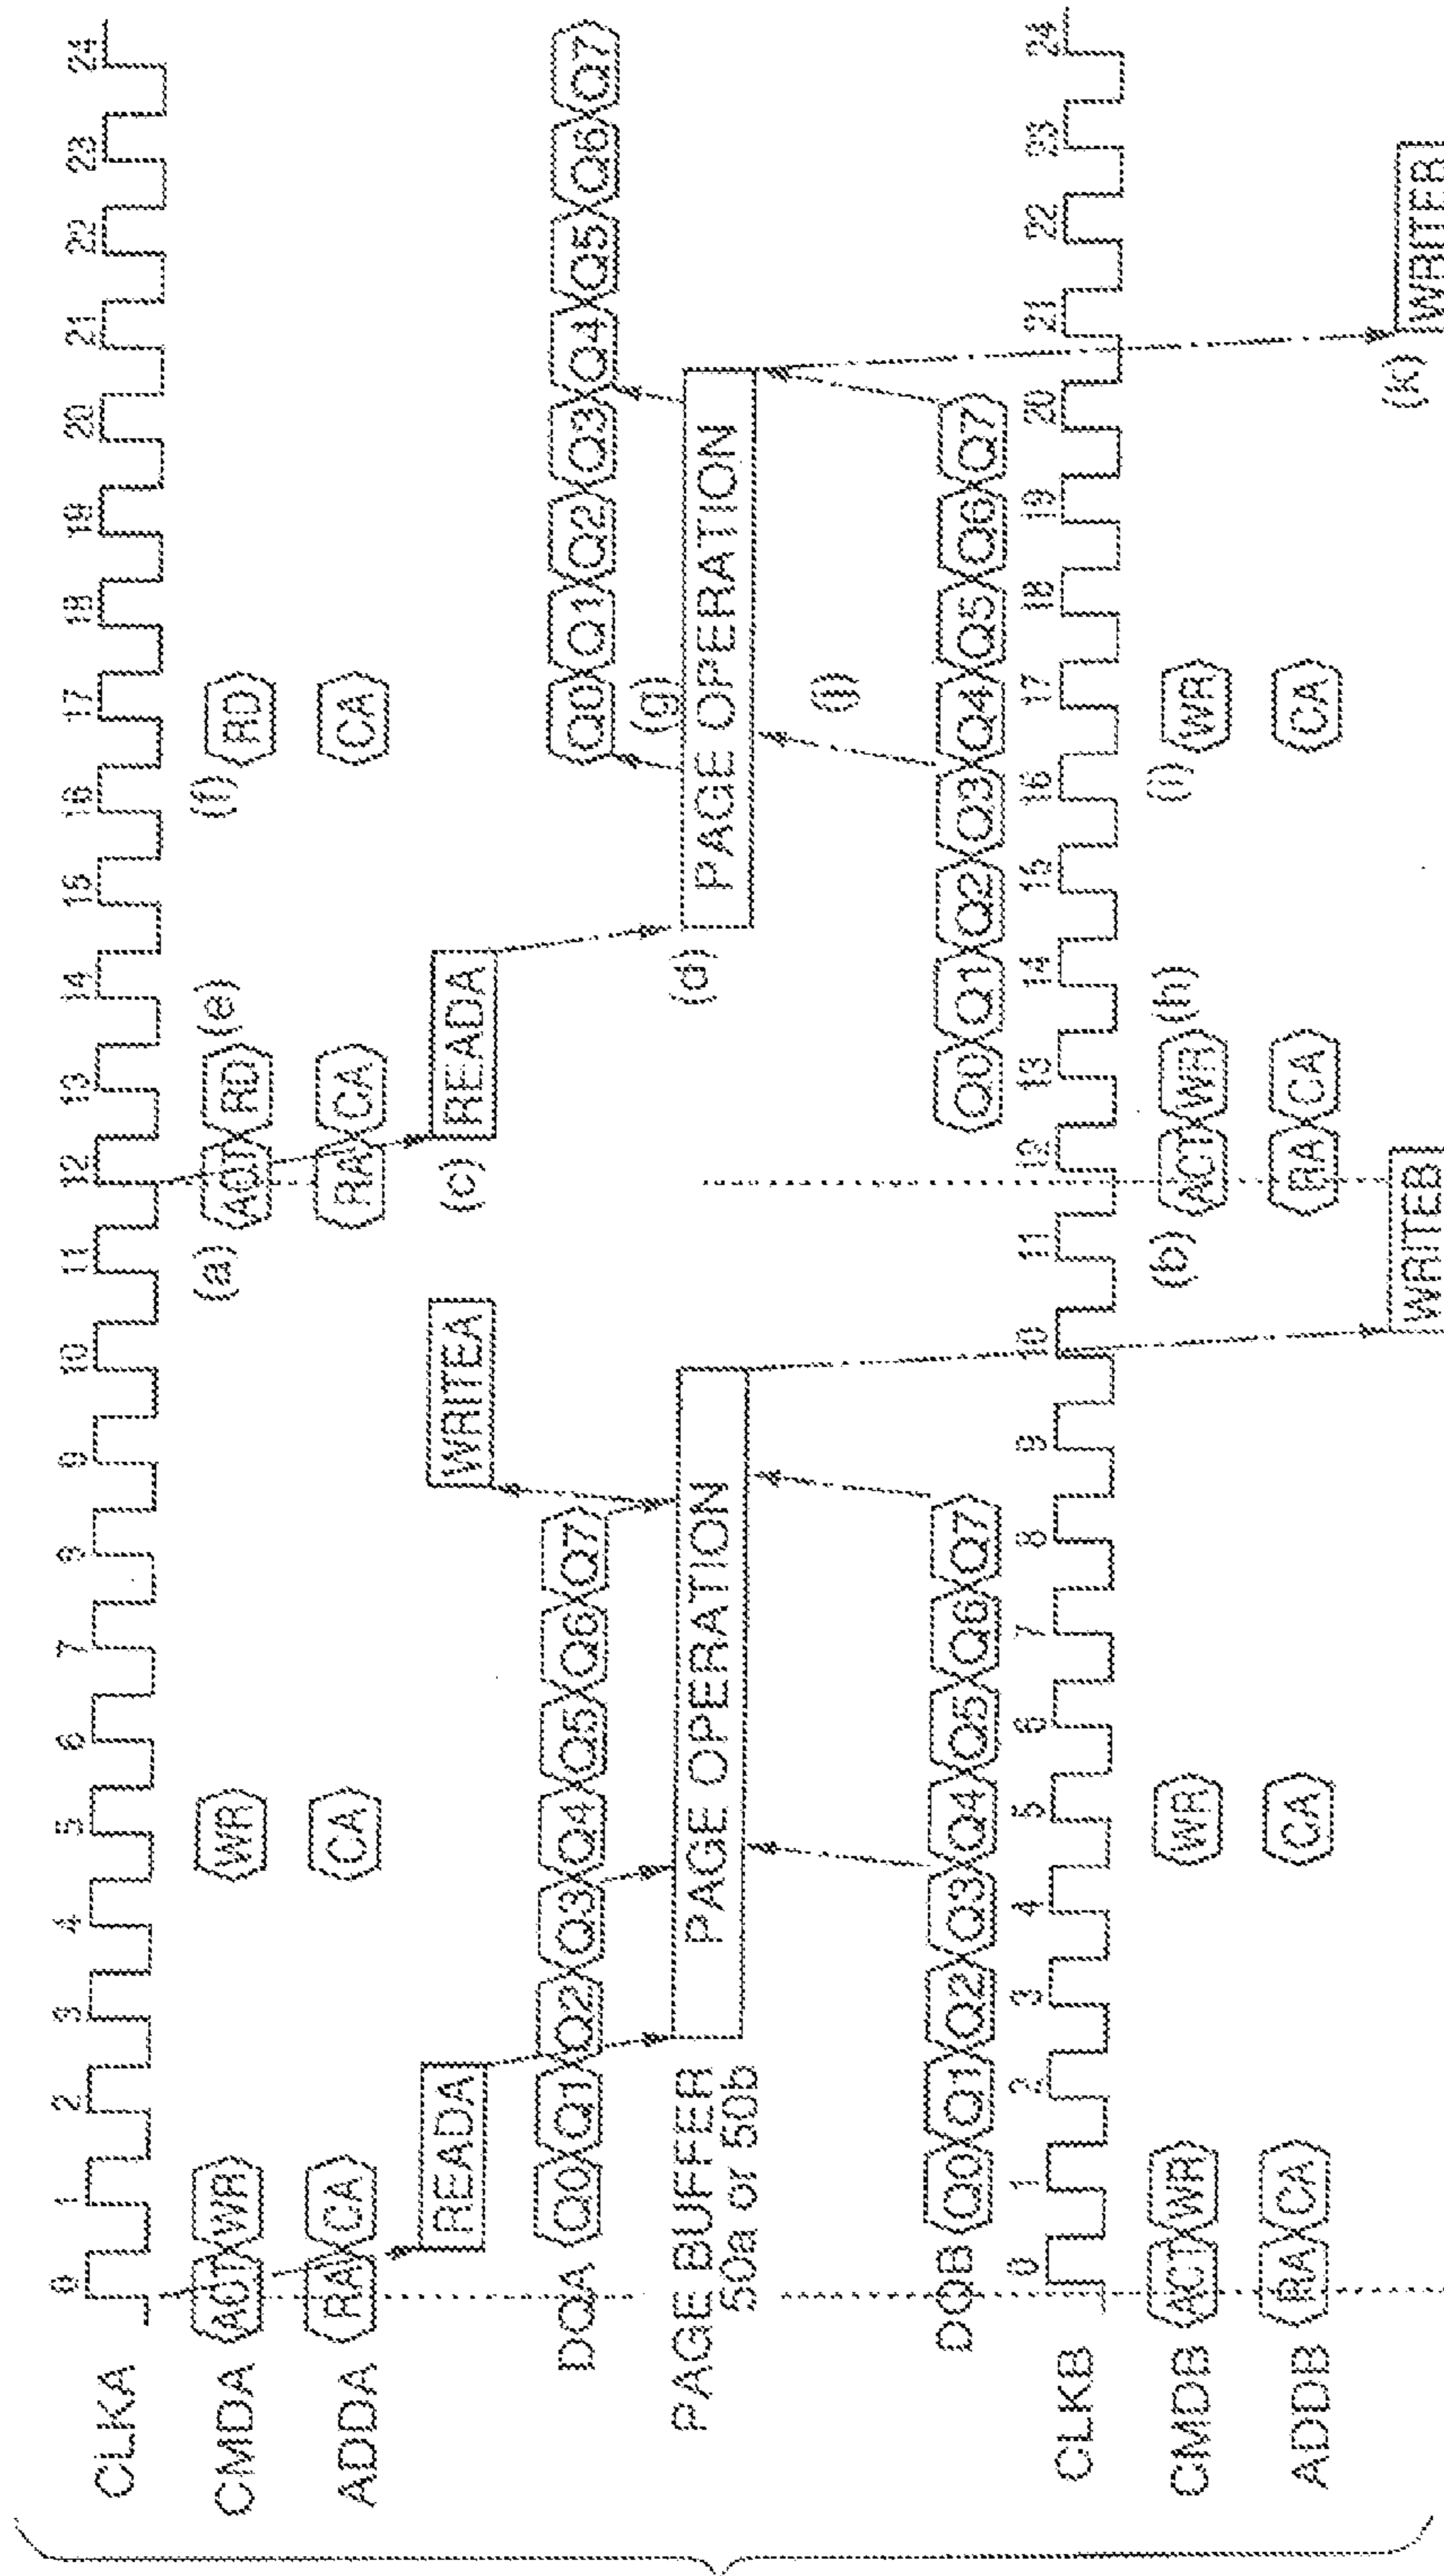 CLKA 0 1 2 3 4 5 6 7 8 9 10 11 12 13 14 15 16 17 18 19 20 21 22 23 24
CMDA ACT WR WR (a) ACT RD (e) (f) RD
ADDA RA CA CA RA CA CA
READA WRITEA (c) READA
DQA Q0 Q1 Q2 Q3 Q4 Q5 Q6 Q7 Q0 Q1 Q2 Q3 Q4 Q5 Q6 Q7
(g)
PAGE BUFFER PAGE OPERATION (d) PAGE OPERATION
50a or 50b
(j)
DQB Q0 Q1 Q2 Q3 Q4 Q5 Q6 Q7 Q0 Q1 Q2 Q3 Q4 Q5 Q6 Q7
CLKB 0 1 2 3 4 5 6 7 8 9 10 11 12 13 14 15 16 17 18 19 20 21 22 23 24
CMDB ACT WR WR (b) ACT WR (h) (i) WR
ADDB RA CA CA RA CA CA
WRITEB (k) WRITEB